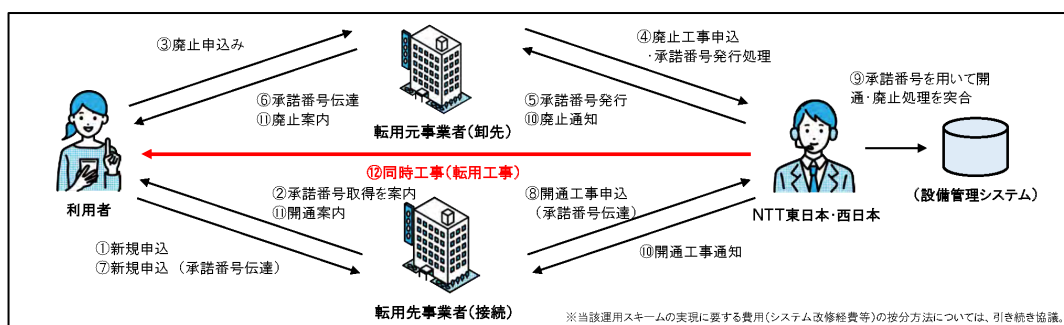 ③廃止申込み
④廃止工事申込
・承諾番号発行処理
⑥承諾番号伝達
⑪廃止案内
⑤承諾番号発行
⑩廃止通知
⑨承諾番号を用いて開
通・廃止処理を突合
転用元事業者(卸先)
⑫同時工事(転用工事)
利用者
②承諾番号取得を案内
⑪開通案内
⑧開通工事申込
(承諾番号伝達)
NTT東日本・西日本
(設備管理システム)
①新規申込
⑦新規申込(承諾番号伝達)
⑩開通工事通知
転用先事業者(接続)
※当該運用スキームの実現に要する費用(システム改修経費等)の按分方法については、引き続き協議。